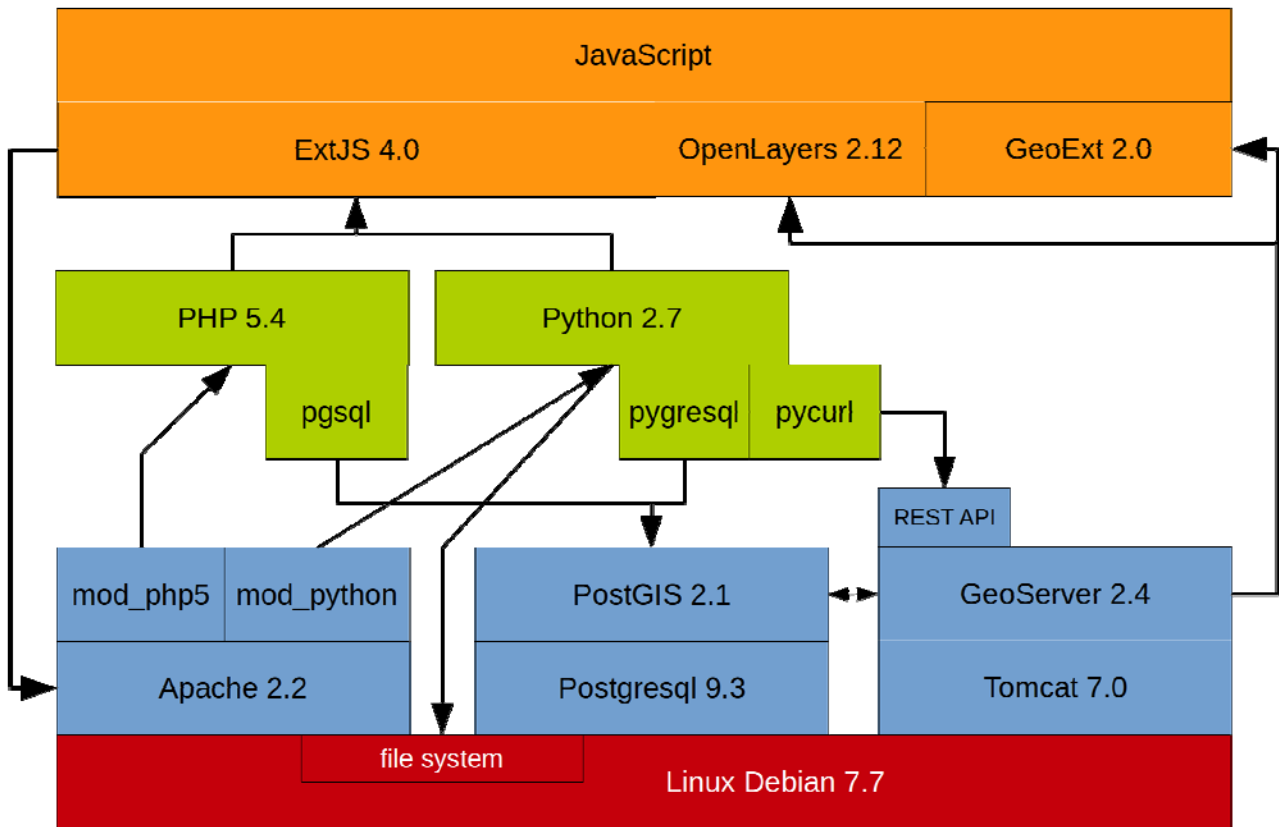 JavaScript
ExtJS 4.0
OpenLayers 2.12
GeoExt 2.0
PHP 5.4
Python 2.7
pgsql
pygresql
pycurl
REST API
mod_php5
mod_python
PostGIS 2.1
GeoServer 2.4
Apache 2.2
Postgresql 9.3
Tomcat 7.0
file system
Linux Debian 7.7